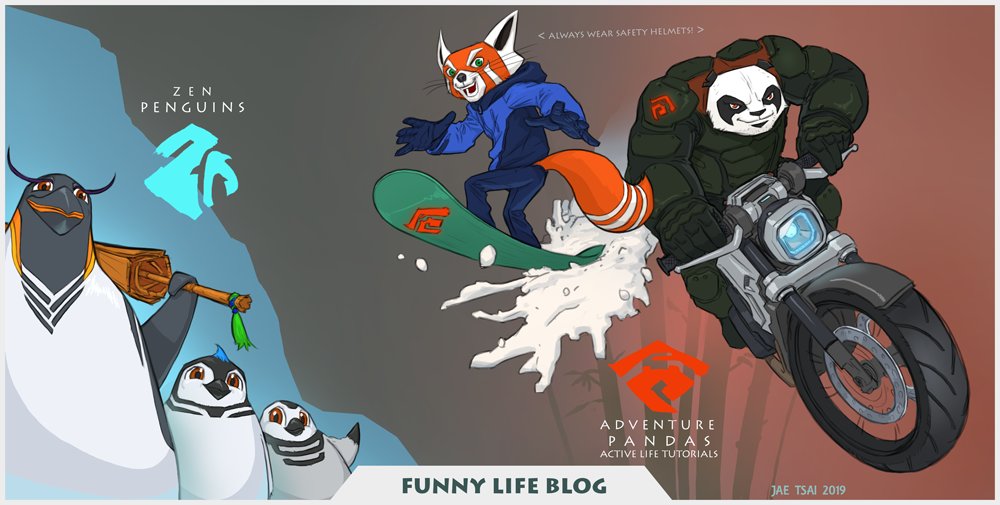 < ALWAYS WEAR SAFETY HELMETS! >
ZEN
PENGUINS
ADVENTURE
PANDAS
ACTIVE LIFE TUTORIALS
FUNNY LIFE BLOG
JAE TSAI 2019